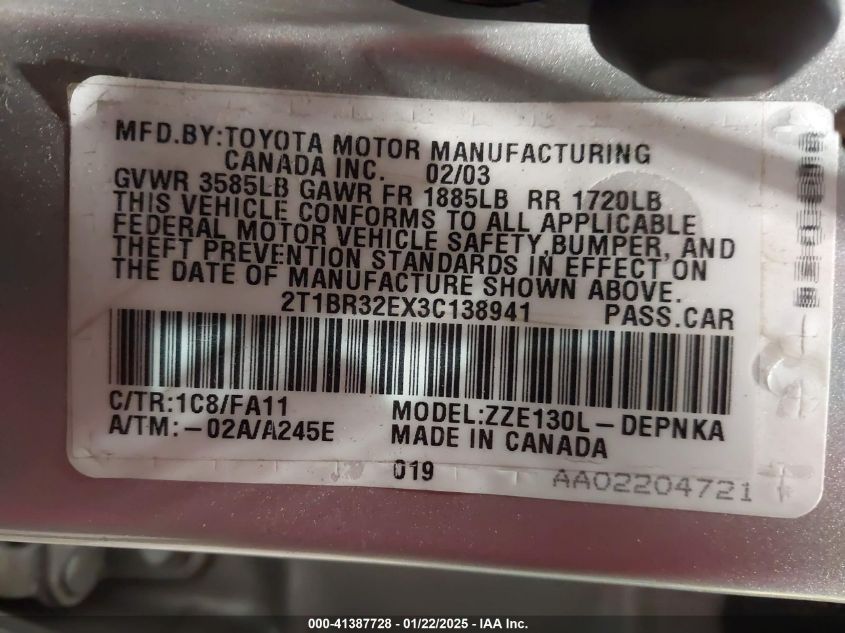 MFD.BY:TOYOTA MOTOR MANUFACTURING
CANADA INC. 02/03
GVWR 3585LB GAWR FR 1885LB RR 1720LB
THIS VEHICLE CONFORMS TO ALL APPLICABLE
FEDERAL MOTOR VEHICLE SAFETY,BUMPER, AND
THEFT PREVENTION STANDARDS IN EFFECT ON
THE DATE OF MANUFACTURE SHOWN ABOVE.
2T1BR32EX3C138941 PASS.CAR
C/TR:1C8/FA11 MODEL:ZZE130L-DEPNKA
A/TM:-02A/A245E MADE IN CANADA
019
AA02204721
000-41387728 - 01/22/2025 - IAA Inc.